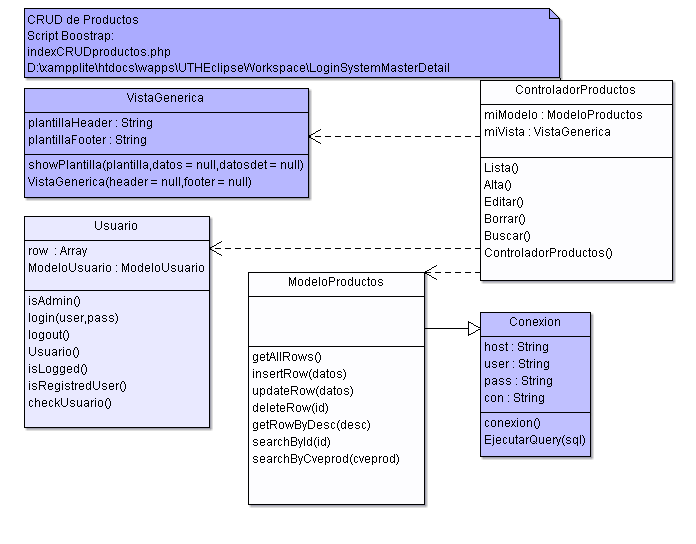 CRUD de Productos
Script Boostrap:
indexCRUDproductos.php
D:\xampplite\htdocs\wapps\UTHEclipseWorkspace\LoginSystemMasterDetail
VistaGenerica
plantillaHeader : String
plantillaFooter : String
showPlantilla(plantilla,datos = null,datosdet = null)
VistaGenerica(header = null,footer = null)
ControladorProductos
miModelo : ModeloProductos
miVista : VistaGenerica
Lista()
Alta()
Editar()
Borrar()
Buscar()
ControladorProductos()
Usuario
row : Array
ModeloUsuario : ModeloUsuario
isAdmin()
login(user,pass)
logout()
Usuario()
isLogged()
isRegistredUser()
checkUsuario()
ModeloProductos
getAllRows()
insertRow(datos)
updateRow(datos)
deleteRow(id)
getRowByDesc(desc)
searchById(id)
searchByCveprod(cveprod)
Conexion
host : String
user : String
pass : String
con : String
conexion()
EjecutarQuery(sql)